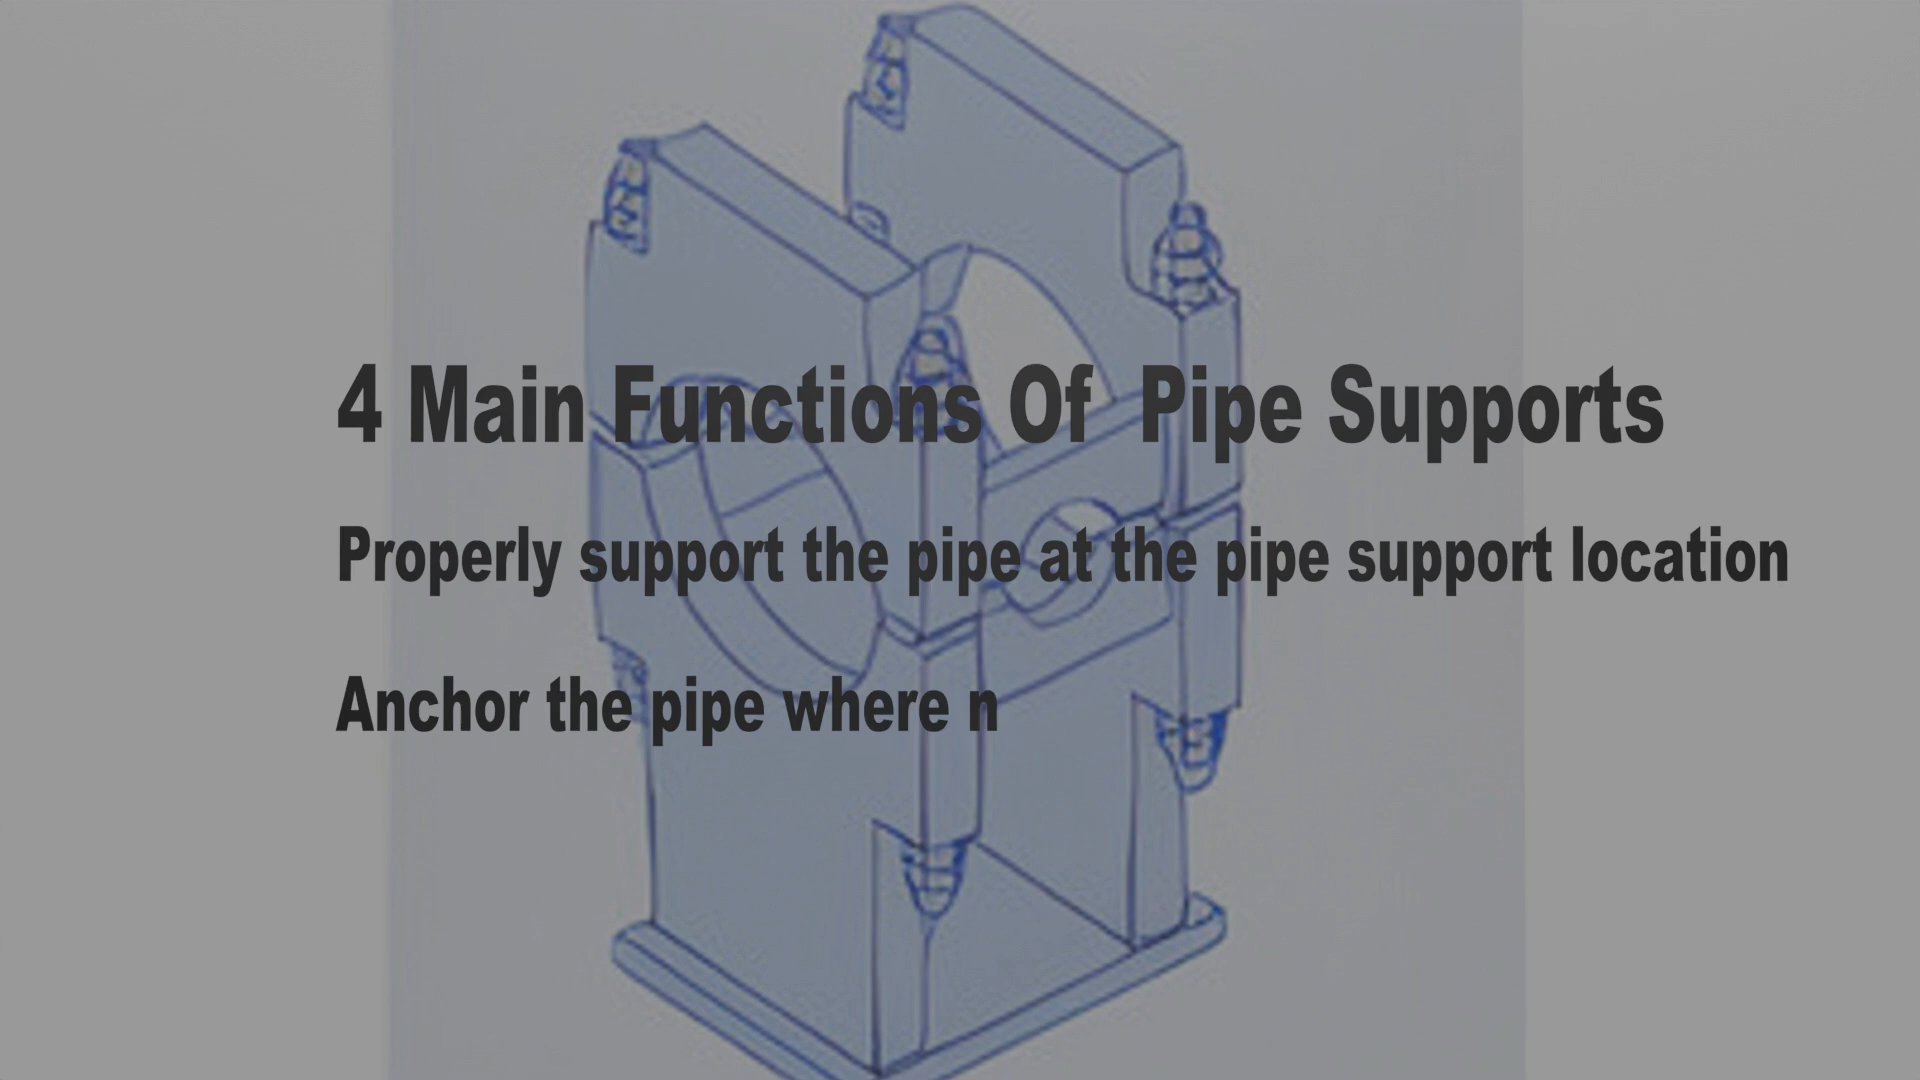 4 Main Functions Of  Pipe Supports
Properly support the pipe at the pipe support location
Anchor the pipe where n